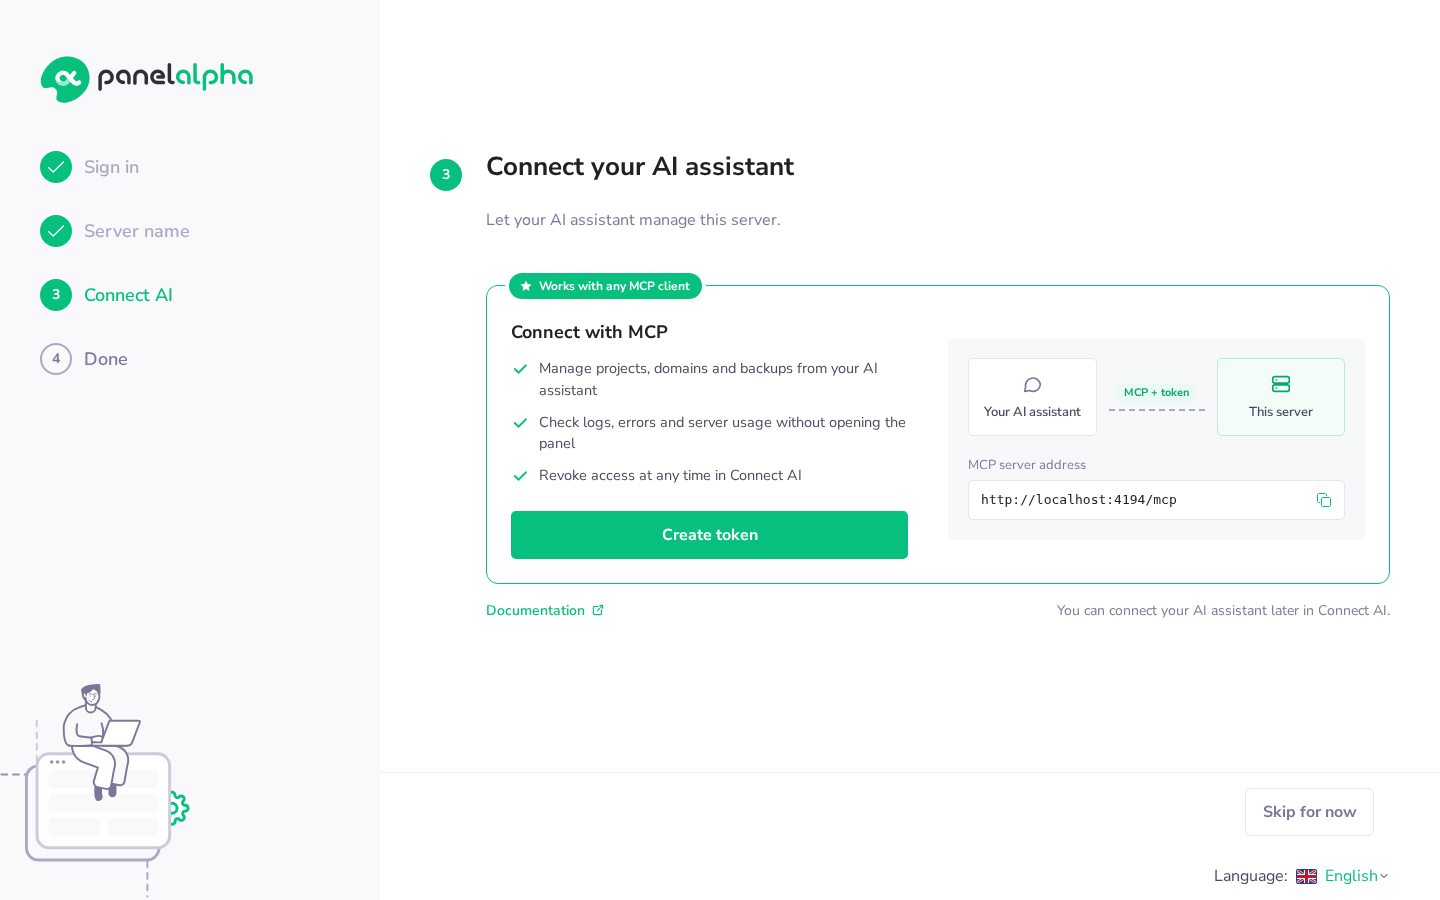 panelalpha
Sign in
Server name
3 Connect AI
4 Done
3 Connect your AI assistant
Let your AI assistant manage this server.
Works with any MCP client
Connect with MCP
Manage projects, domains and backups from your AI
assistant
Check logs, errors and server usage without opening the
panel
Revoke access at any time in Connect AI
Create token
Your AI assistant
MCP + token
This server
MCP server address
http://localhost:4194/mcp
Documentation
You can connect your AI assistant later in Connect AI.
Skip for now
Language: English